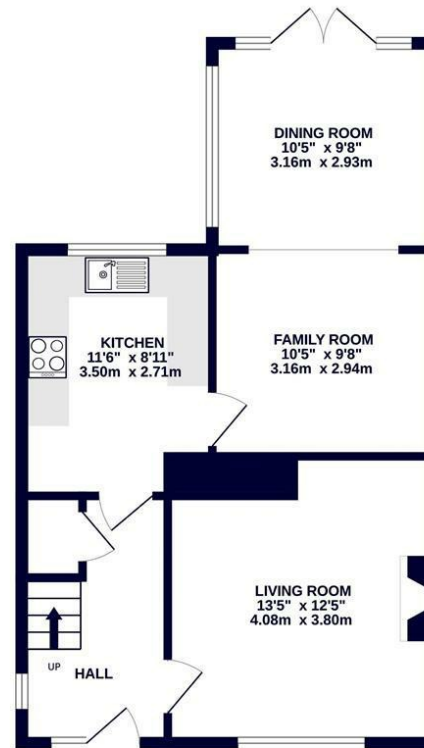 DINING ROOM
10'5" x 9'8"
3.16m x 2.93m
KITCHEN
11'6" x 8'11"
3.50m x 2.71m
FAMILY ROOM
10'5" x 9'8"
3.16m x 2.94m
LIVING ROOM
13'5" x 12'5"
4.08m x 3.80m
UP
HALL